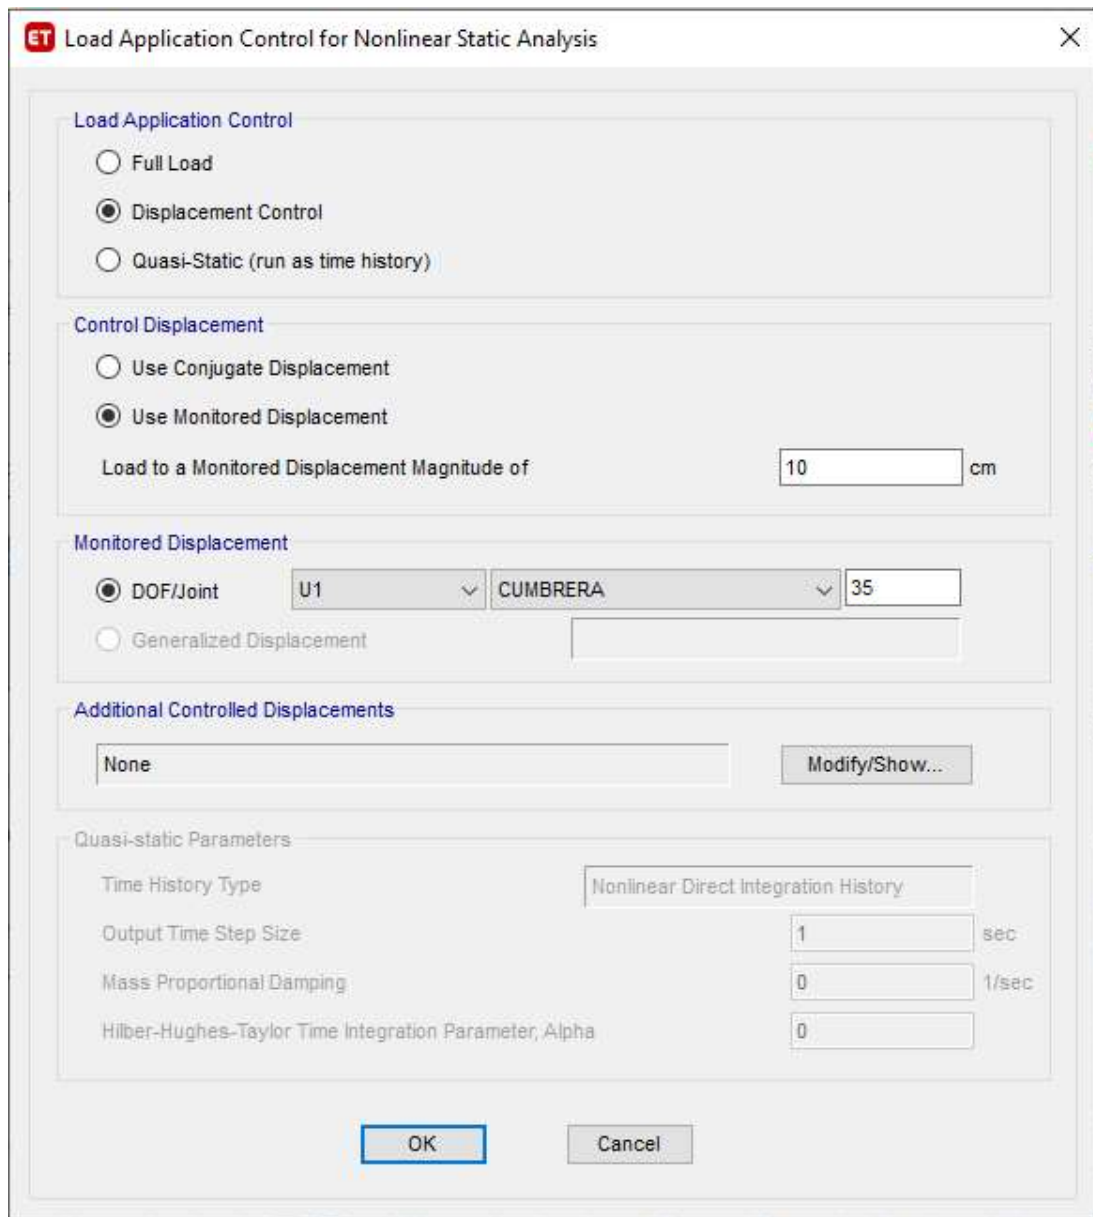 ET Load Application Control for Nonlinear Static Analysis
Load Application Control
Full Load
Displacement Control
Quasi-Static (run as time history)
Control Displacement
Use Conjugate Displacement
Use Monitored Displacement
Load to a Monitored Displacement Magnitude of 10 cm
Monitored Displacement
DOF/Joint U1 CUMBRERA 35
Generalized Displacement
Additional Controlled Displacements
None Modify/Show...
Quasi-static Parameters
Time History Type Nonlinear Direct Integration History
Output Time Step Size 1 sec
Mass Proportional Damping 0 1/sec
Hilber-Hughes-Taylor Time Integration Parameter, Alpha 0
OK Cancel